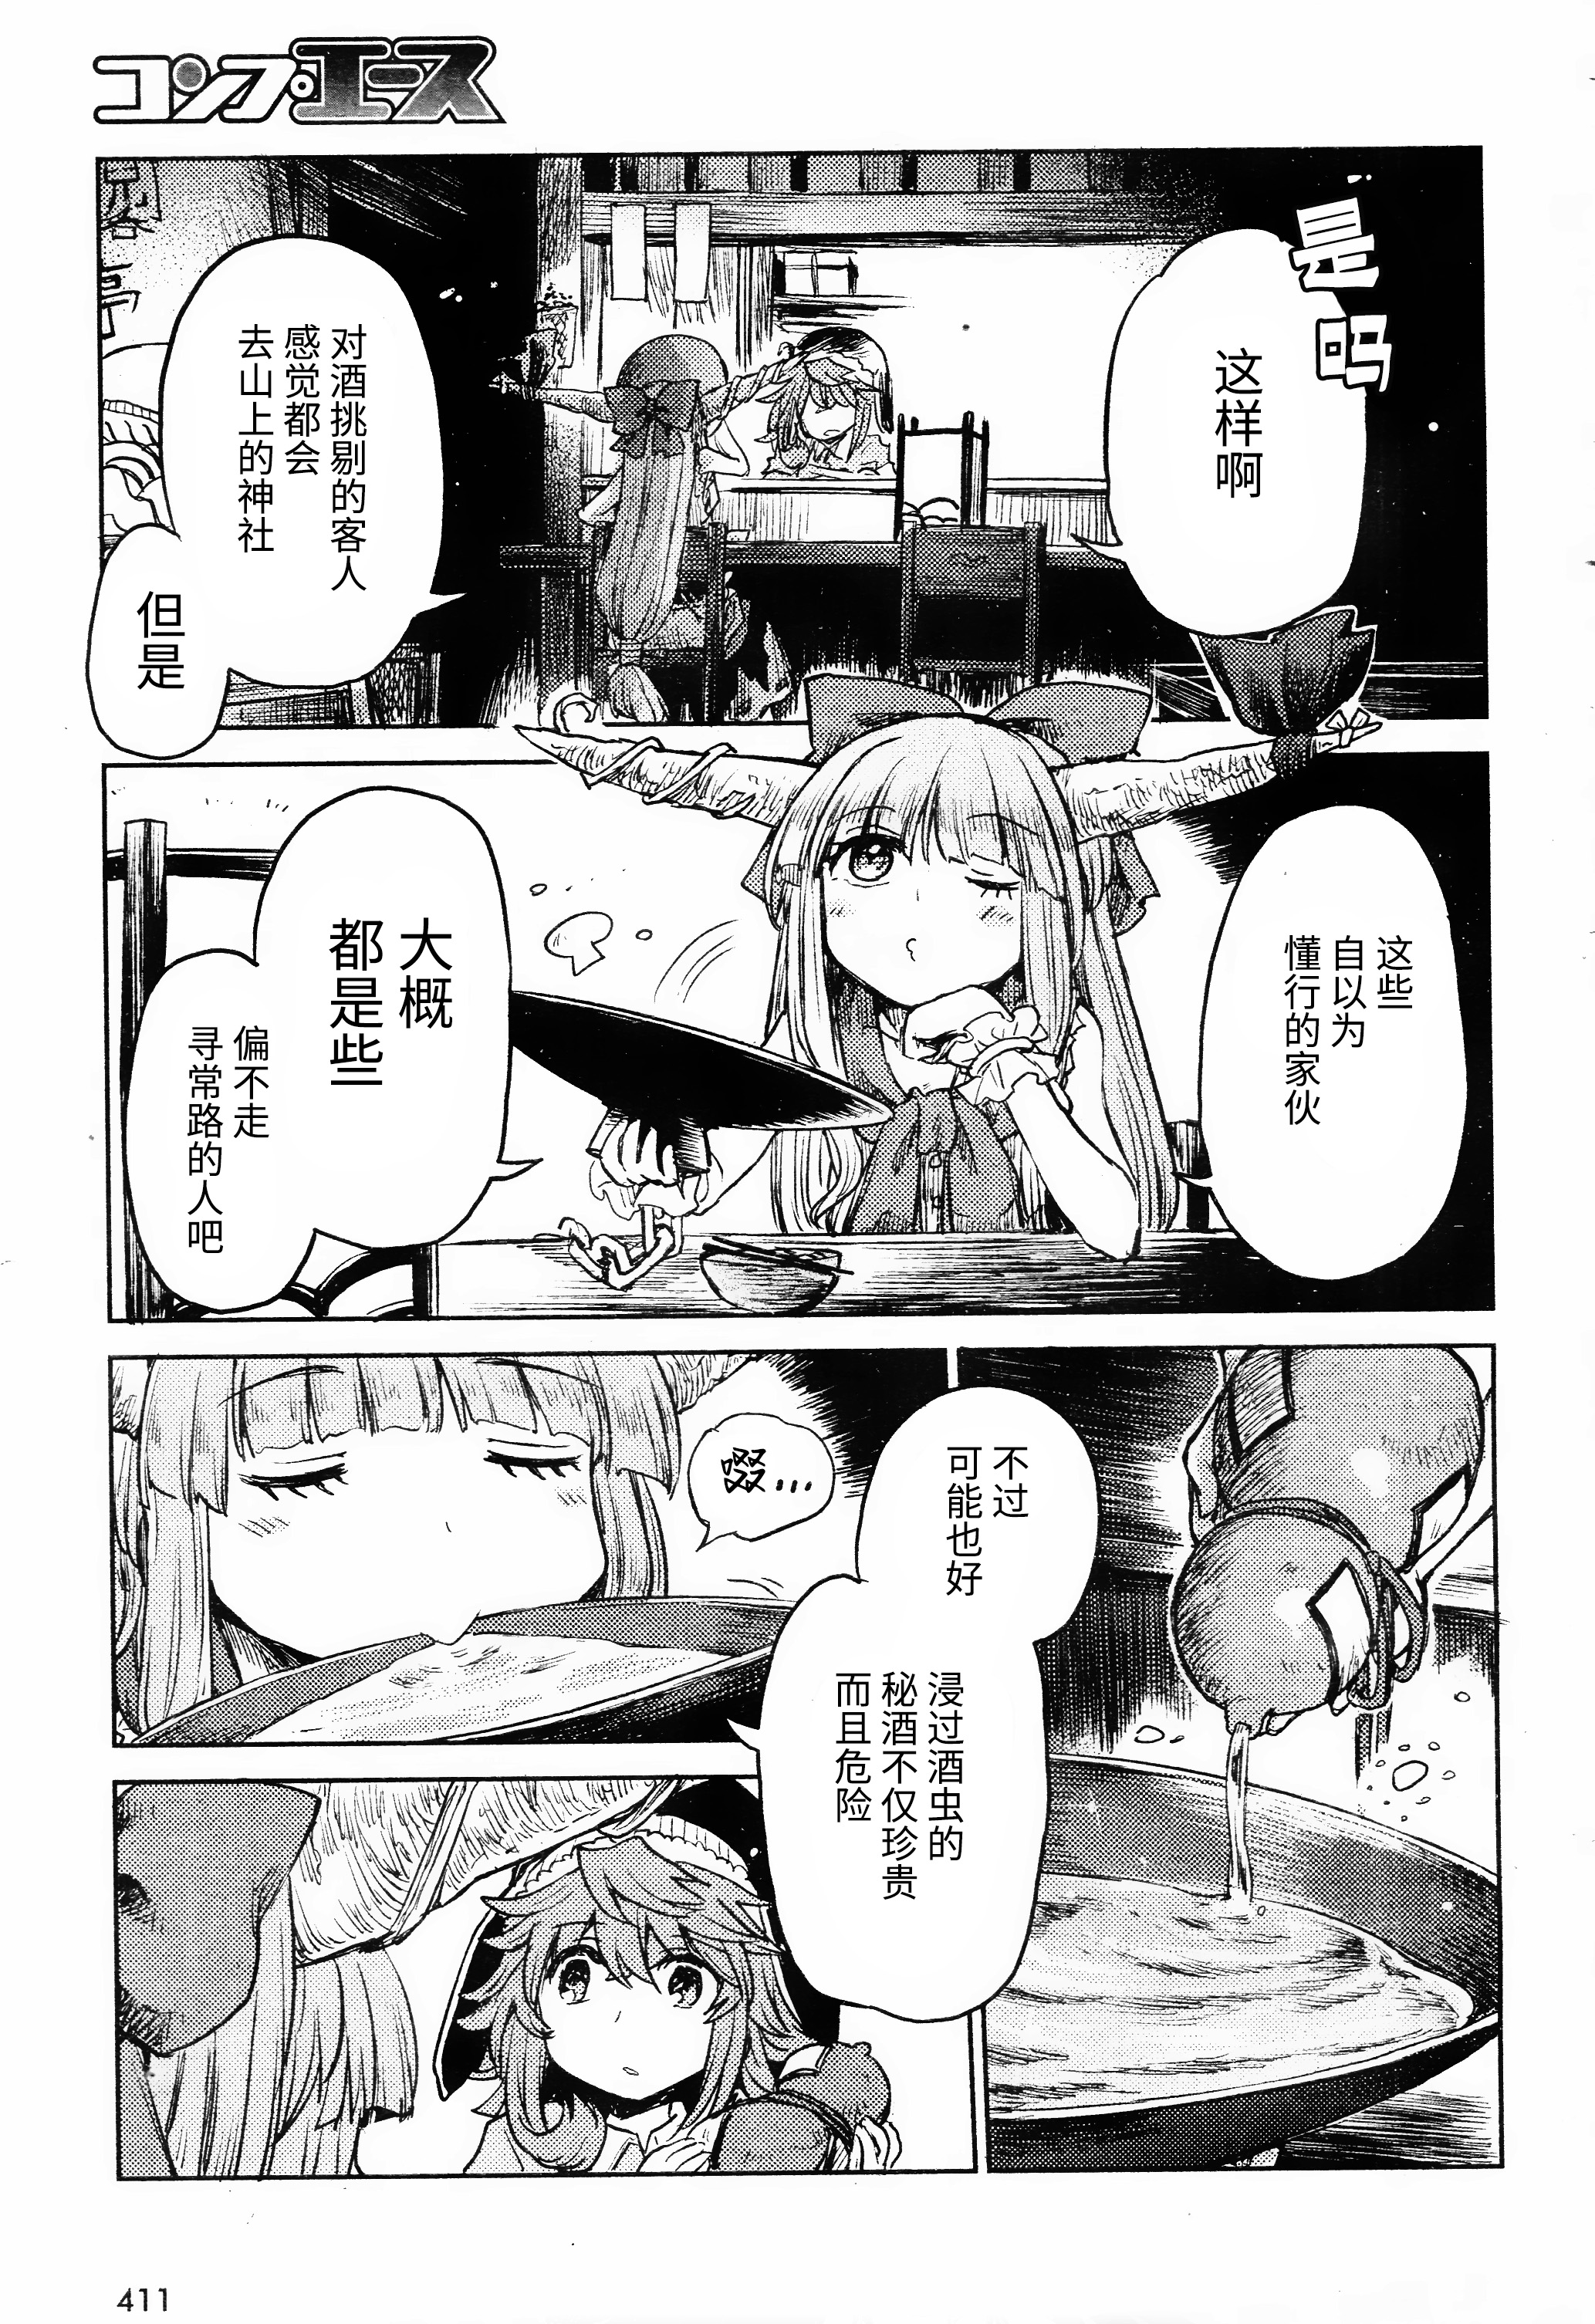 コンプ・エース
是吗
这样啊
对酒挑剔的客人
感觉都会
去山上的神社
但是
这些
自以为
懂行的家伙
大概
都是些
偏不走
寻常路的人吧
不过
可能也好
浸过酒虫的
秘酒不仅珍贵
而且危险
啜…
411